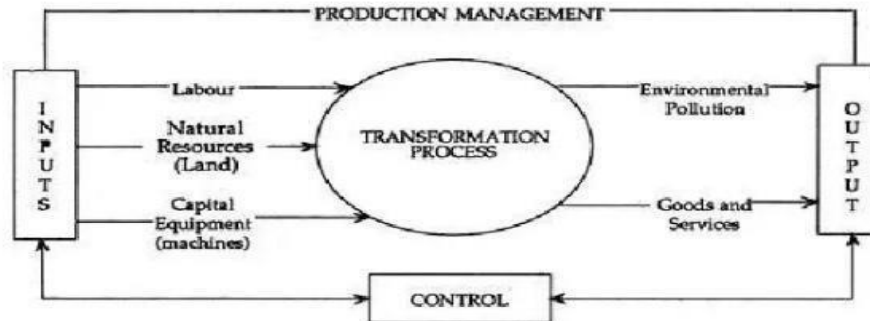 PRODUCTION MANAGEMENT
INPUTS
Labour
Natural
Resources
(Land)
Capital
Equipment
(machines)
TRANSFORMATION
PROCESS
Environmental
Pollution
Goods and
Services
OUTPUT
CONTROL